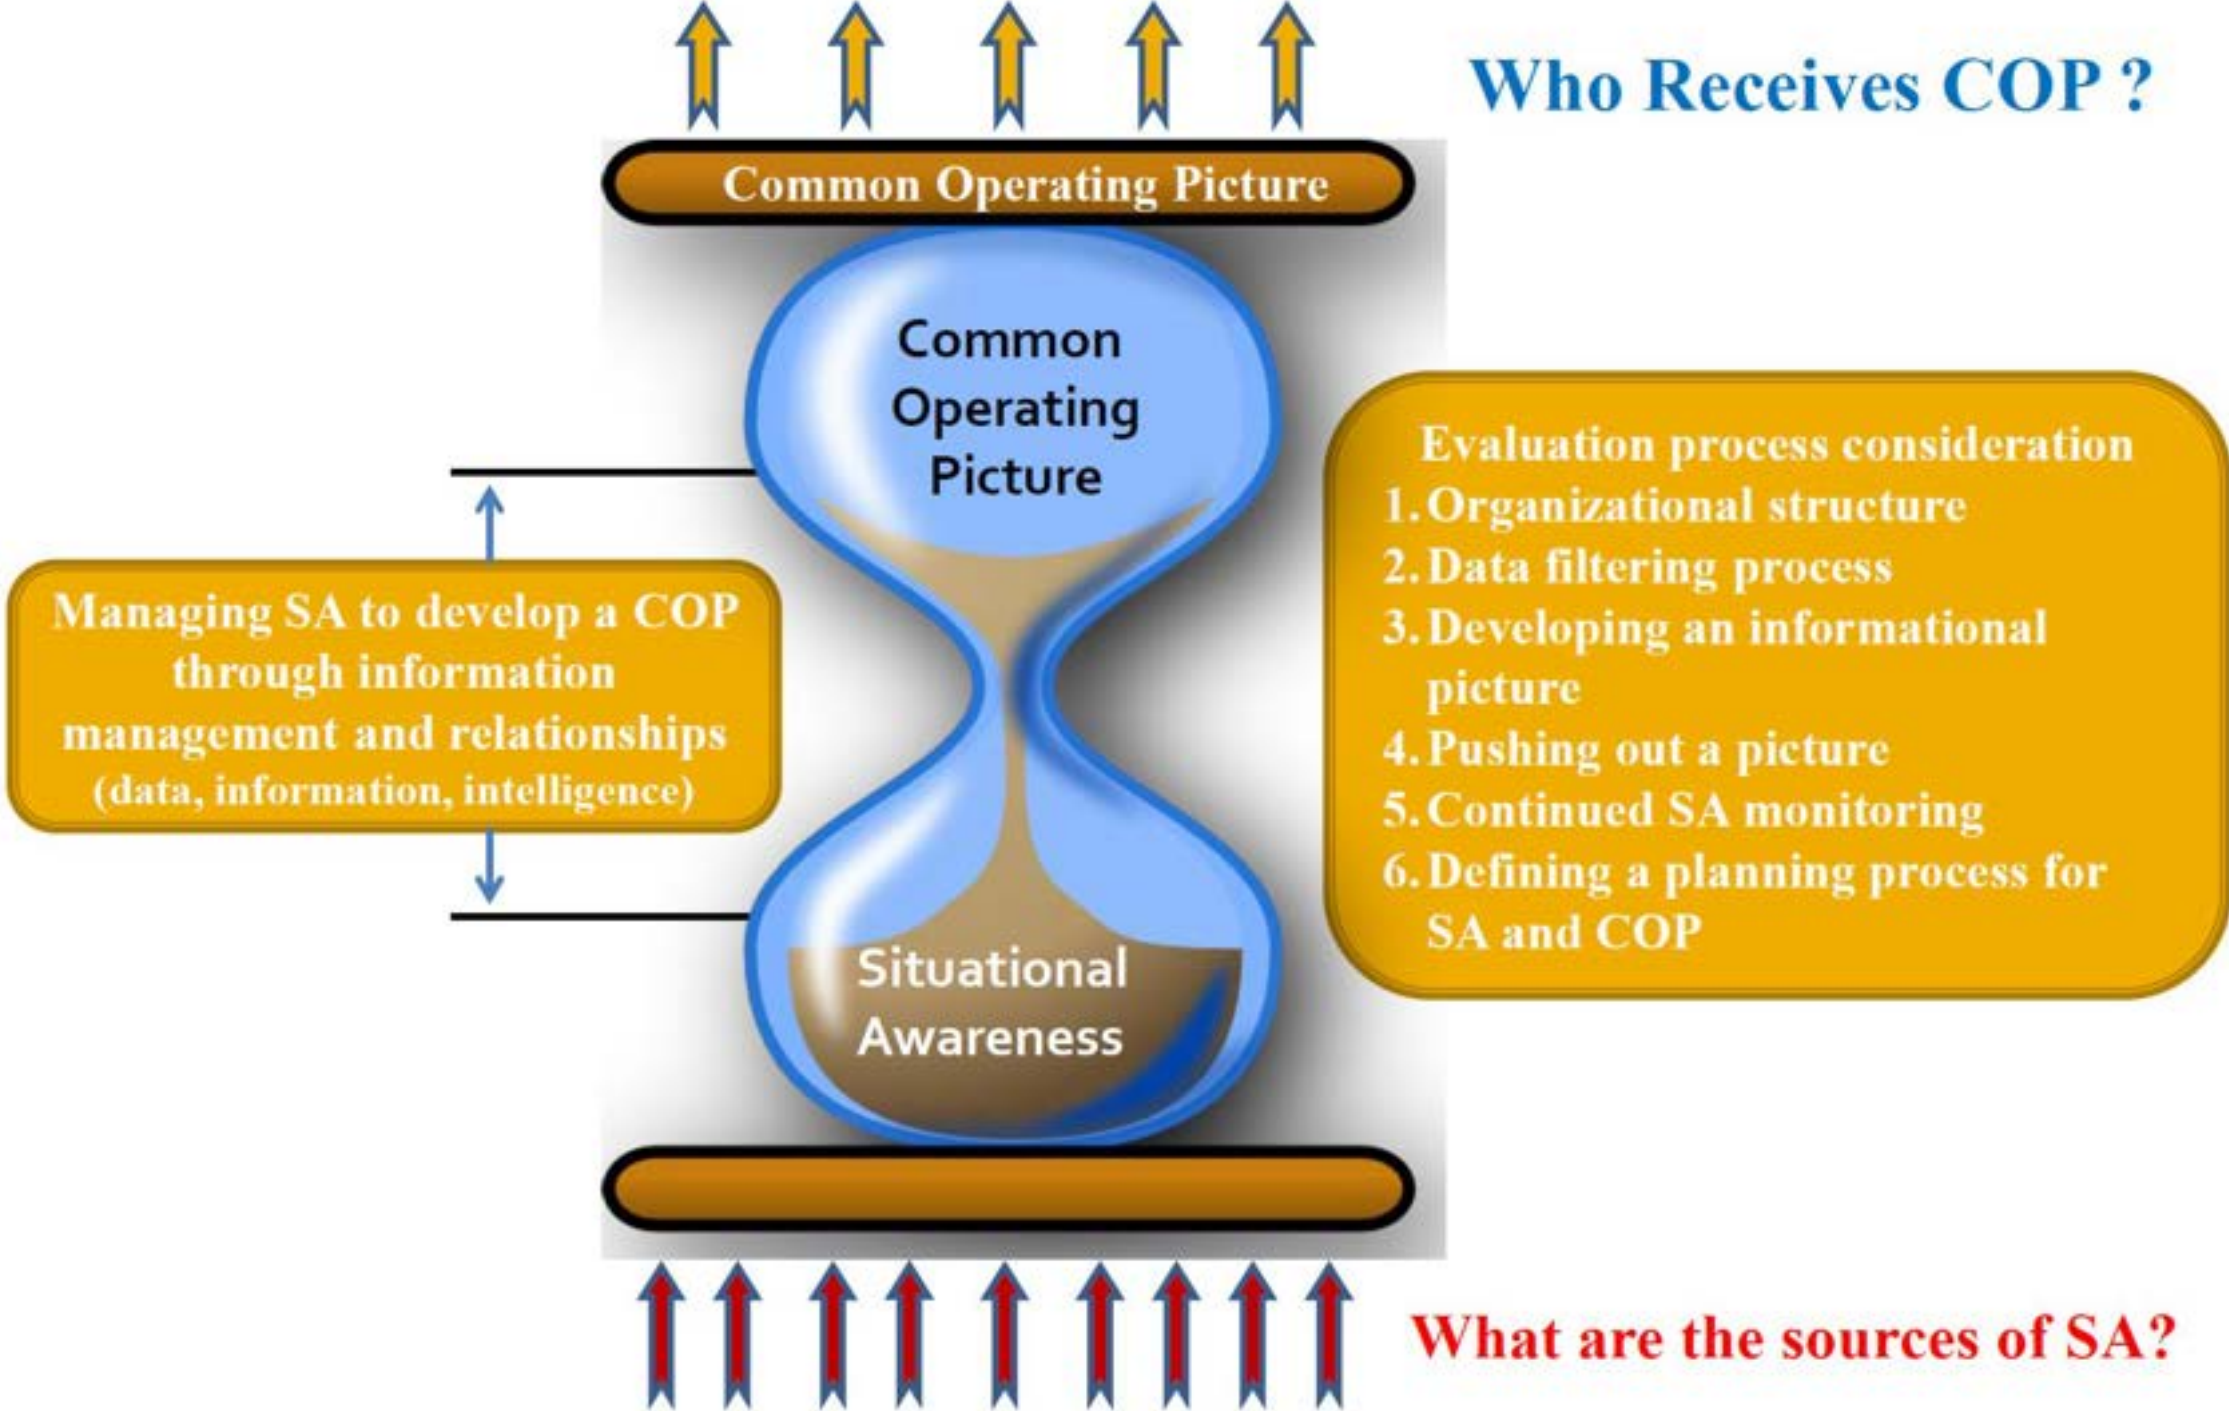 Who Receives COP ?
Common Operating Picture
Common
Operating
Picture
Managing SA to develop a COP
through information
management and relationships
(data, information, intelligence)
Evaluation process consideration
1. Organizational structure
2. Data filtering process
3. Developing an informational
picture
4. Pushing out a picture
5. Continued SA monitoring
6. Defining a planning process for
SA and COP
Situational
Awareness
What are the sources of SA?